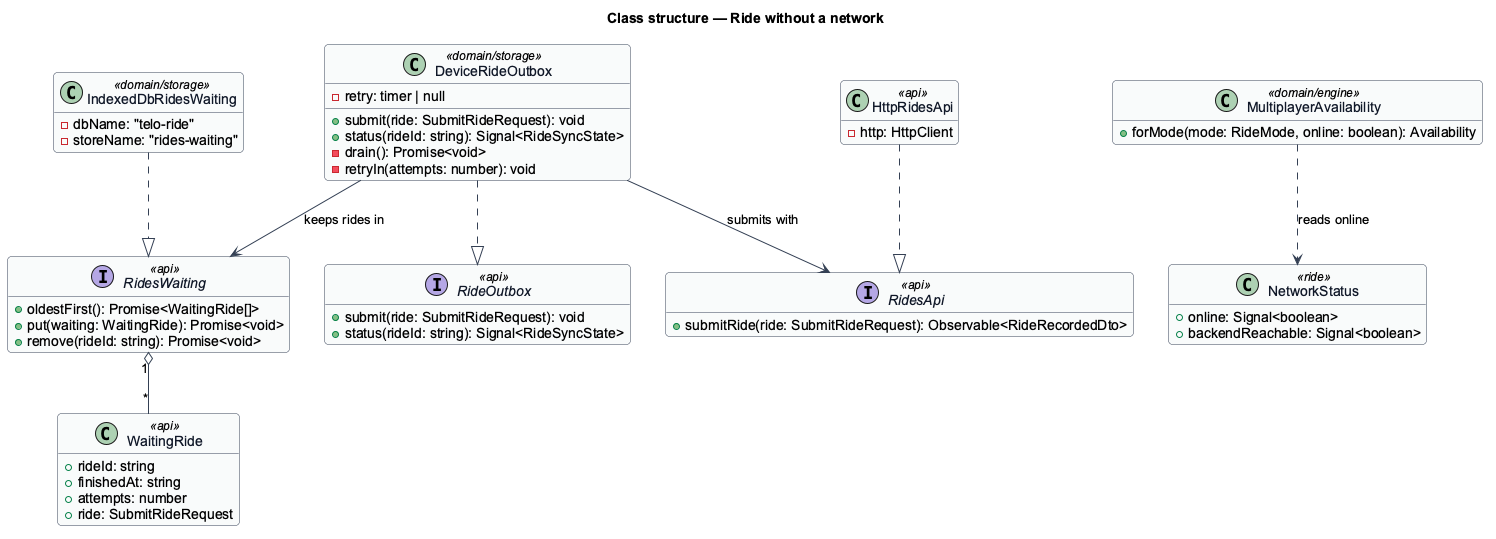 Class structure — Ride without a network
«domain/storage»
IndexedDbRidesWaiting
dbName: "telo-ride"
storeName: "rides-waiting"
«domain/storage»
DeviceRideOutbox
retry: timer | null
submit(ride: SubmitRideRequest): void
status(rideId: string): Signal<RideSyncState>
drain(): Promise<void>
retryIn(attempts: number): void
«api»
HttpRidesApi
http: HttpClient
«domain/engine»
MultiplayerAvailability
forMode(mode: RideMode, online: boolean): Availability
keeps rides in
submits with
reads online
«api»
RidesWaiting
oldestFirst(): Promise<WaitingRide[]>
put(waiting: WaitingRide): Promise<void>
remove(rideId: string): Promise<void>
«api»
RideOutbox
submit(ride: SubmitRideRequest): void
status(rideId: string): Signal<RideSyncState>
«api»
RidesApi
submitRide(ride: SubmitRideRequest): Observable<RideRecordedDto>
«ride»
NetworkStatus
online: Signal<boolean>
backendReachable: Signal<boolean>
1
*
«api»
WaitingRide
rideId: string
finishedAt: string
attempts: number
ride: SubmitRideRequest